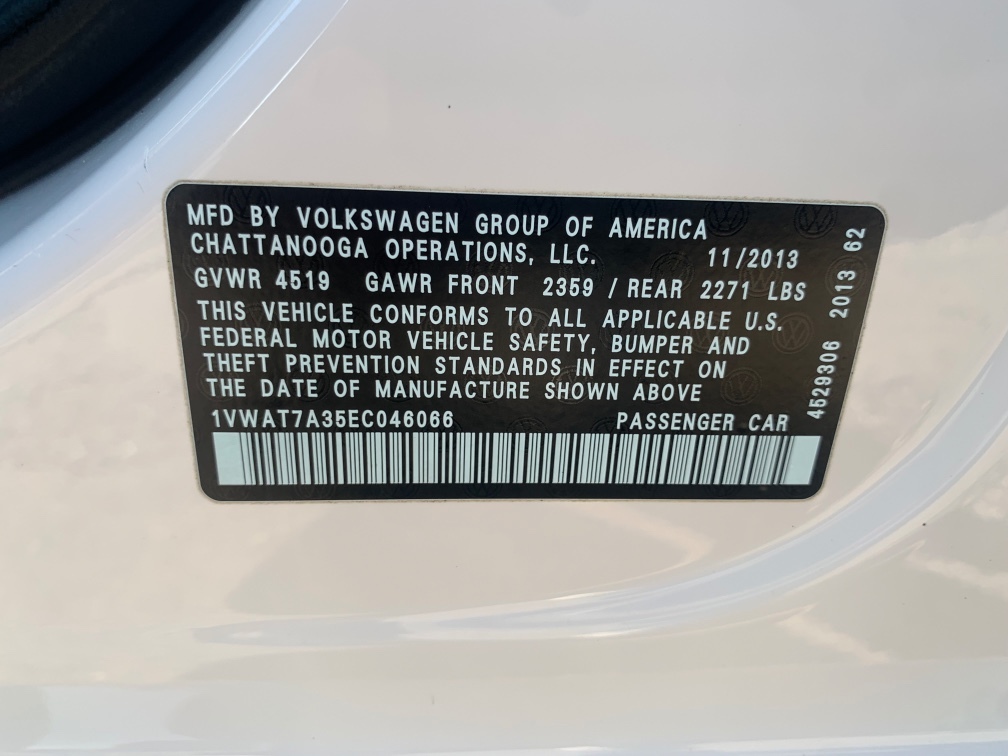 MFD BY VOLKSWAGEN GROUP OF AMERICA
CHATTANOOGA OPERATIONS, LLC. 11/2013
GVWR 4519 GAWR FRONT 2359 / REAR 2271 LBS
THIS VEHICLE CONFORMS TO ALL APPLICABLE U.S.
FEDERAL MOTOR VEHICLE SAFETY, BUMPER AND
THEFT PREVENTION STANDARDS IN EFFECT ON
THE DATE OF MANUFACTURE SHOWN ABOVE
1VWAT7A35EC046066 PASSENGER CAR
4529306 2013 62